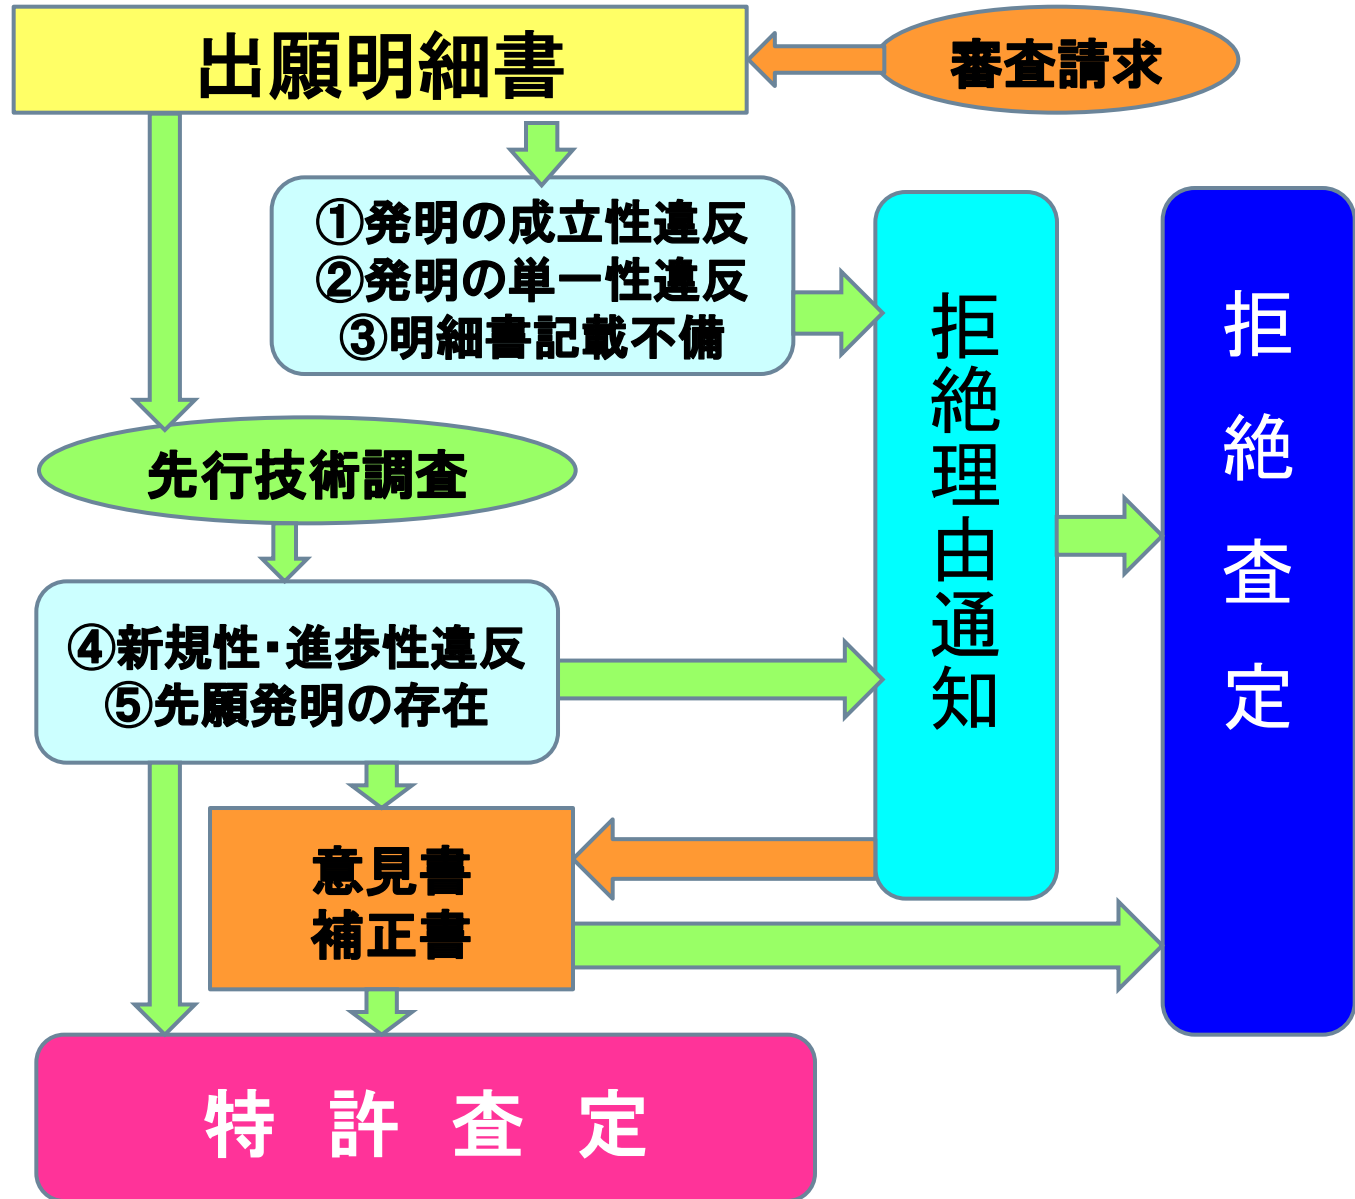 出願明細書
審査請求
①発明の成立性違反
②発明の単一性違反
③明細書記載不備
拒絶理由通知
拒絶査定
先行技術調査
④新規性・進歩性違反
⑤先願発明の存在
意見書
補正書
特許査定